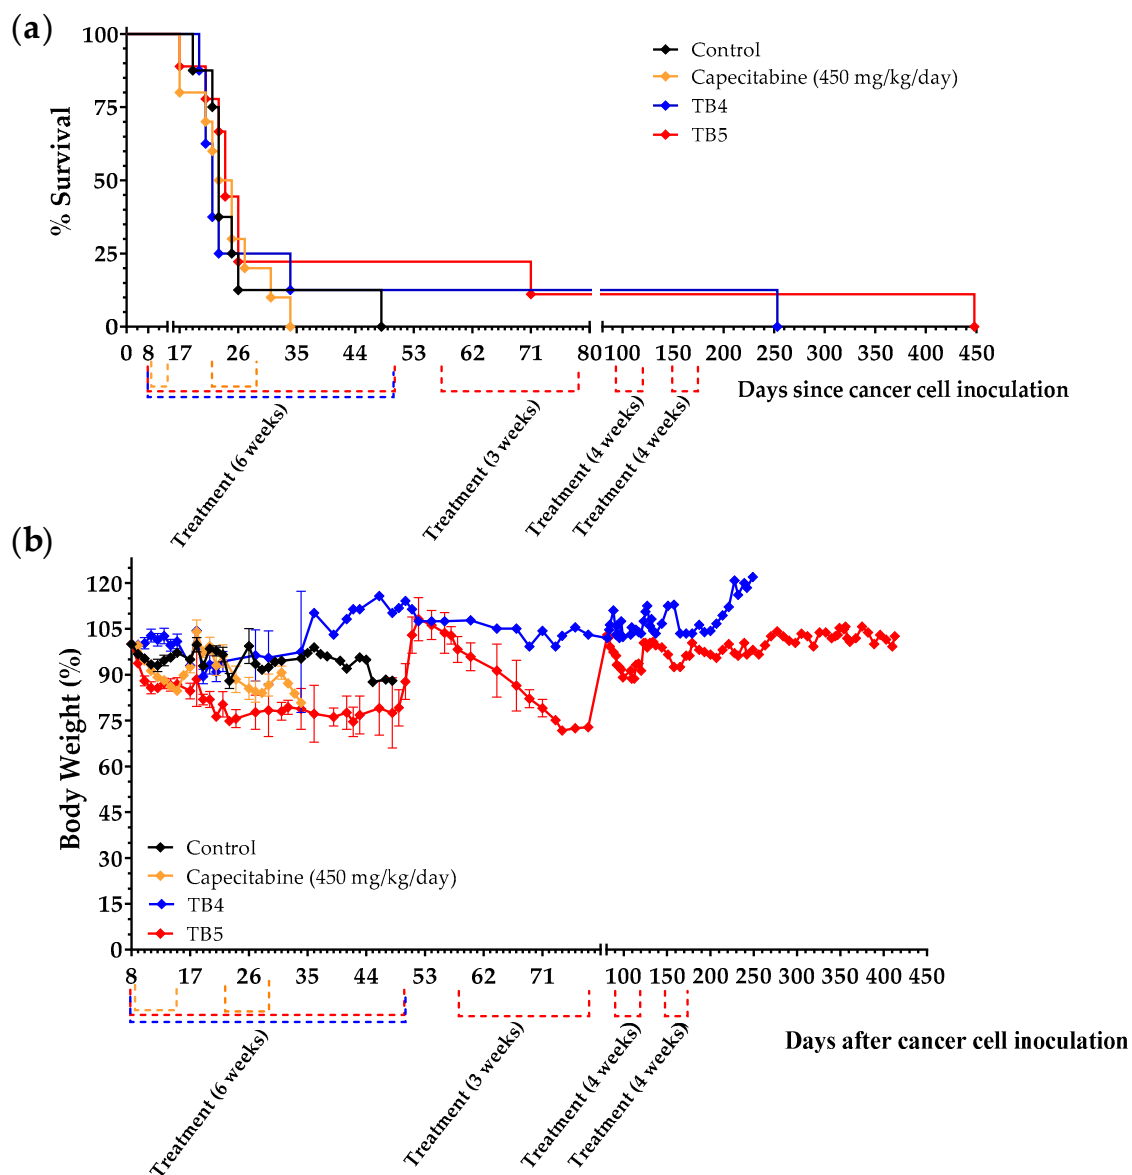 (a)
100
75
50
25
0
% Survival
Control
Capecitabine (450 mg/kg/day)
TB4
TB5
0 8 17 26 35 44 53 62 71 80 100 150 200 250 300 350 400 450
Days since cancer cell inoculation
Treatment (6 weeks)
Treatment (3 weeks)
Treatment (4 weeks)
Treatment (4 weeks)
(b)
120
105
90
75
60
45
30
15
0
Body Weight (%)
Control
Capecitabine (450 mg/kg/day)
TB4
TB5
8 17 26 35 44 53 62 71 100 150 200 250 300 350 400 450
Days after cancer cell inoculation
Treatment (6 weeks)
Treatment (3 weeks)
Treatment (4 weeks)
Treatment (4 weeks)